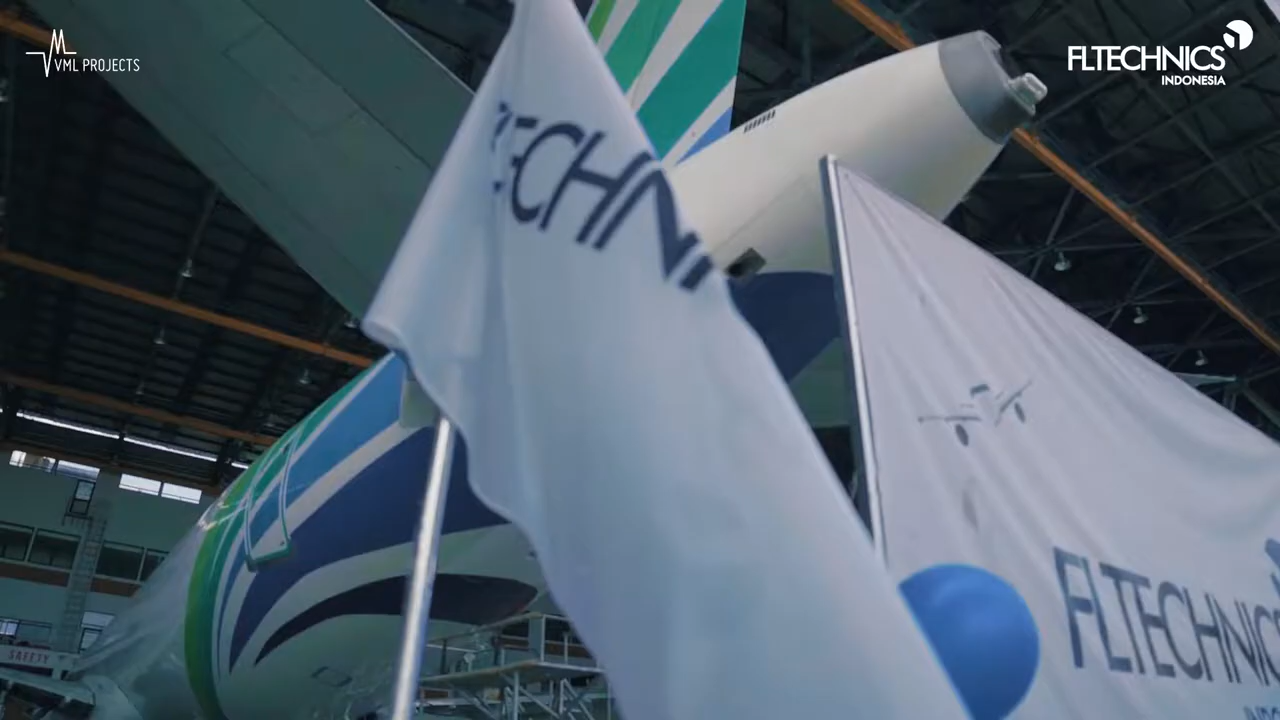 VML PROJECTS
FLTECHNICS
INDONESIA
TECHNI
FLTECHNICS
SAFETY